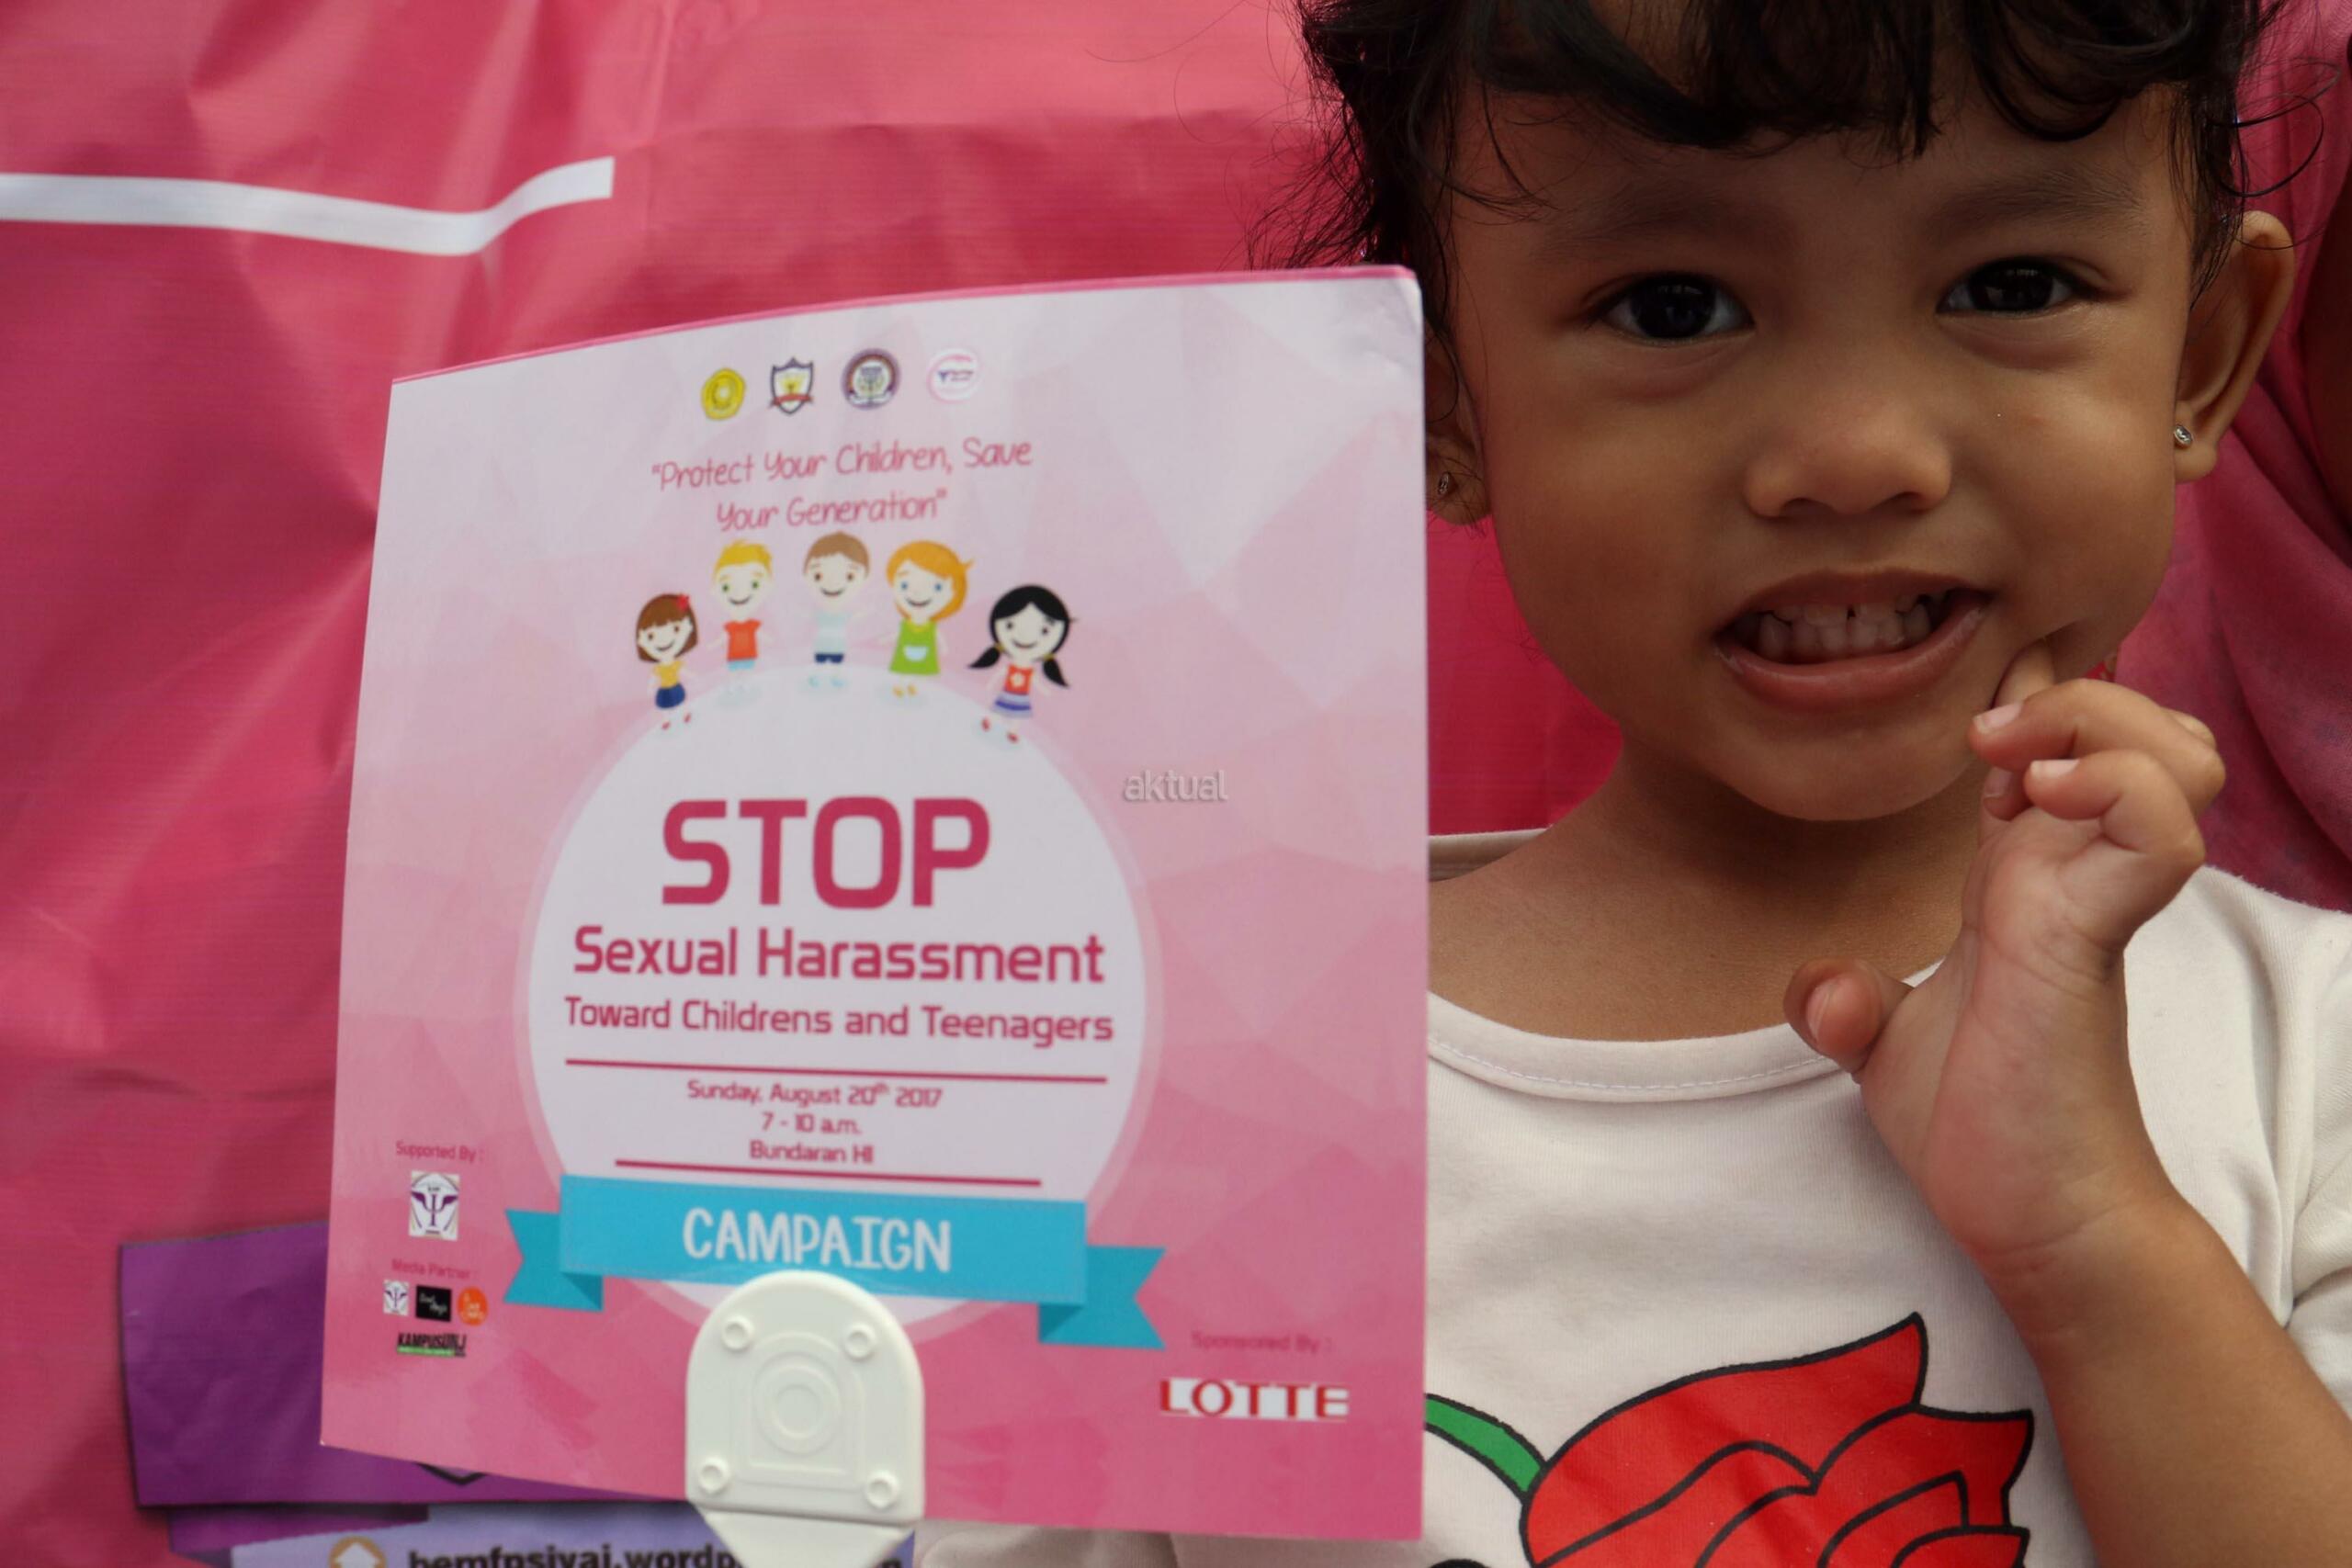 "Protect Your Children, Save
Your Generation"
aktual
STOP
Sexual Harassment
Toward Childrens and Teenagers
Sunday, August 20th 2017
7 - 10 a.m.
Bundaran HI
CAMPAIGN
Supported By :
Media Partner :
KAMPUSUNJ
Sponsored By :
LOTTE